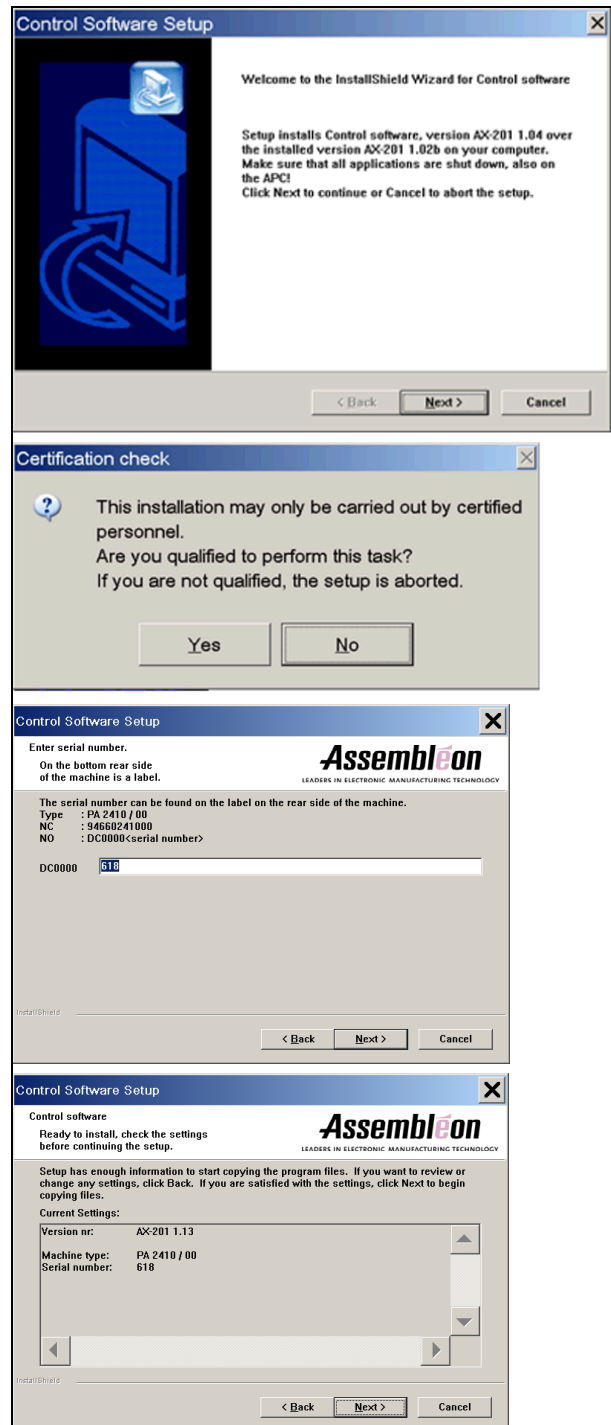 Control Software Setup
Welcome to the InstallShield Wizard for Control software
Setup installs Control software, version AX-201 1.04 over
the installed version AX-201 1.02b on your computer.
Make sure that all applications are shut down, also on
the APC!
Click Next to continue or Cancel to abort the setup.
< Back Next > Cancel
Certification check
This installation may only be carried out by certified
personnel.
Are you qualified to perform this task?
If you are not qualified, the setup is aborted.
Yes No
Control Software Setup
Enter serial number.
On the bottom rear side
of the machine is a label.
Assembléon
LEADERS IN ELECTRONIC MANUFACTURING TECHNOLOGY
The serial number can be found on the label on the rear side of the machine.
Type : PA 2410 / 00
NC : 94660241000
NO : DC0000<serial number>
DC0000 618
InstallShield
< Back Next > Cancel
Control Software Setup
Control software
Ready to install, check the settings
before continuing the setup.
Assembléon
LEADERS IN ELECTRONIC MANUFACTURING TECHNOLOGY
Setup has enough information to start copying the program files. If you want to review or
change any settings, click Back. If you are satisfied with the settings, click Next to begin
copying files.
Current Settings:
Version nr: AX-201 1.13
Machine type: PA 2410 / 00
Serial number: 618
InstallShield
< Back Next > Cancel